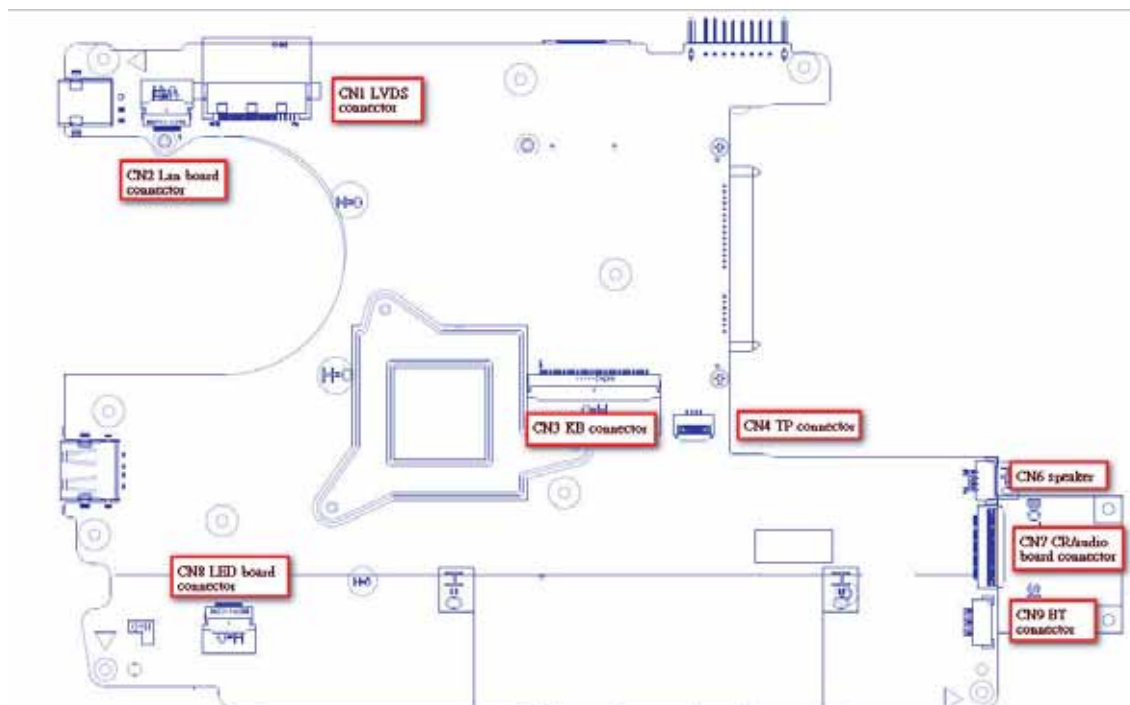 CN1 LVDS
connector
CN2 Lan board
connector
CN3 KB connector
CN4 TP connector
CN6 speaker
CN7 CR/audio
board connector
CN8 LED board
connector
CN9 BT
connector